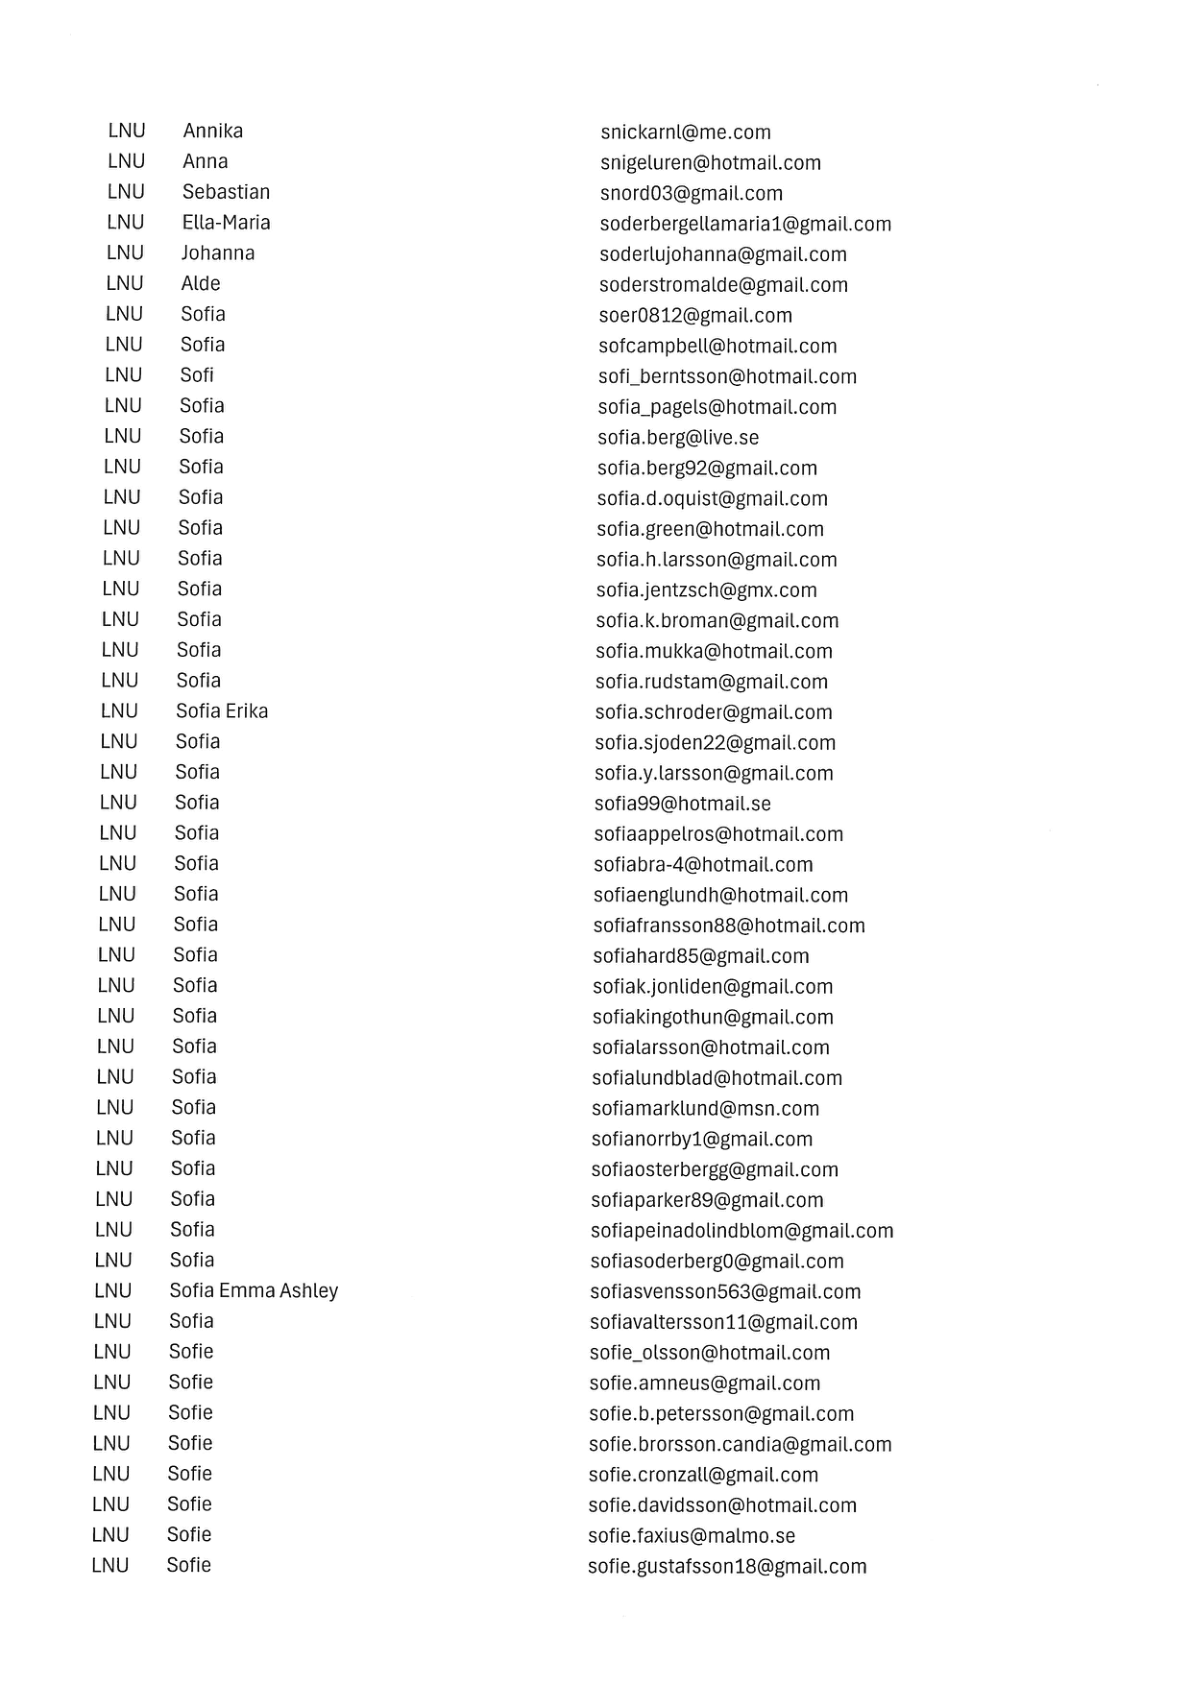 LNU Annika snickarnl@me.com
LNU Anna snigeluren@hotmail.com
LNU Sebastian snord03@gmail.com
LNU Ella-Maria soderbergellamaria1@gmail.com
LNU Johanna soderlujohanna@gmail.com
LNU Alde soderstromalde@gmail.com
LNU Sofia soer0812@gmail.com
LNU Sofia sofcampbell@hotmail.com
LNU Sofi sofi_berntsson@hotmail.com
LNU Sofia sofia_pagels@hotmail.com
LNU Sofia sofia.berg@live.se
LNU Sofia sofia.berg92@gmail.com
LNU Sofia sofia.d.oquist@gmail.com
LNU Sofia sofia.green@hotmail.com
LNU Sofia sofia.h.larsson@gmail.com
LNU Sofia sofia.jentzsch@gmx.com
LNU Sofia sofia.k.broman@gmail.com
LNU Sofia sofia.mukka@hotmail.com
LNU Sofia sofia.rudstam@gmail.com
LNU Sofia Erika sofia.schroder@gmail.com
LNU Sofia sofia.sjoden22@gmail.com
LNU Sofia sofia.y.larsson@gmail.com
LNU Sofia sofia99@hotmail.se
LNU Sofia sofiaappelros@hotmail.com
LNU Sofia sofiabra-4@hotmail.com
LNU Sofia sofiaenglundh@hotmail.com
LNU Sofia sofiafransson88@hotmail.com
LNU Sofia sofiahard85@gmail.com
LNU Sofia sofiak.jonliden@gmail.com
LNU Sofia sofiakingothun@gmail.com
LNU Sofia sofialarsson@hotmail.com
LNU Sofia sofialundblad@hotmail.com
LNU Sofia sofiamarklund@msn.com
LNU Sofia sofianorrby1@gmail.com
LNU Sofia sofiaosterbergg@gmail.com
LNU Sofia sofiaparker89@gmail.com
LNU Sofia sofiapeinadolindblom@gmail.com
LNU Sofia sofiasoderberg0@gmail.com
LNU Sofia Emma Ashley sofiasvensson563@gmail.com
LNU Sofia sofiavaltersson11@gmail.com
LNU Sofie sofie_olsson@hotmail.com
LNU Sofie sofie.amneus@gmail.com
LNU Sofie sofie.b.petersson@gmail.com
LNU Sofie sofie.brorsson.candia@gmail.com
LNU Sofie sofie.cronzall@gmail.com
LNU Sofie sofie.davidsson@hotmail.com
LNU Sofie sofie.faxius@malmo.se
LNU Sofie sofie.gustafsson18@gmail.com